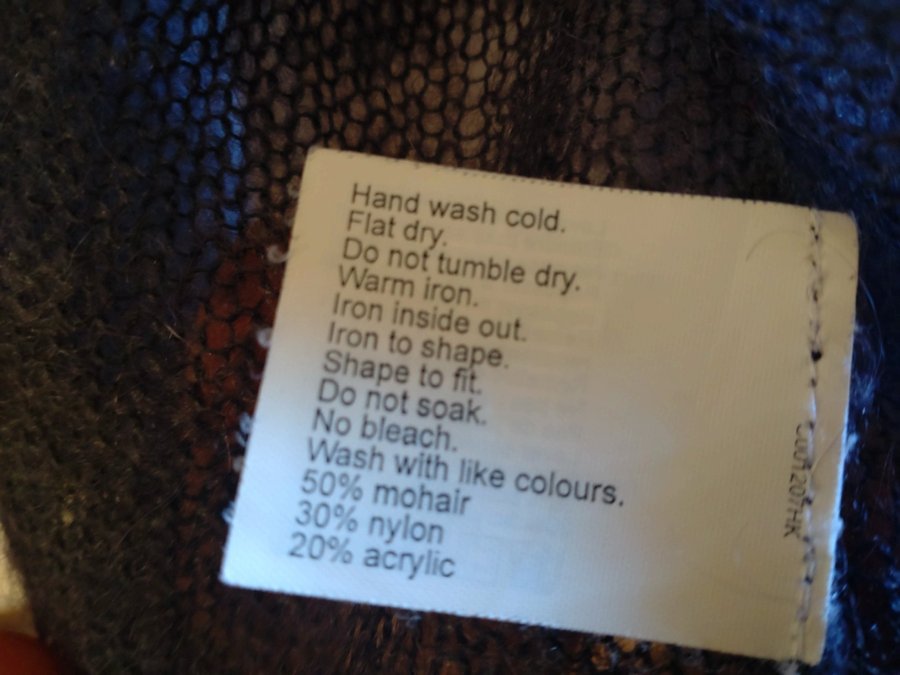 Hand wash cold.
Flat dry.
Do not tumble dry.
Warm iron.
Iron inside out.
Iron to shape.
Shape to fit.
Do not soak.
No bleach.
Wash with like colours.
50% mohair
30% nylon
20% acrylic